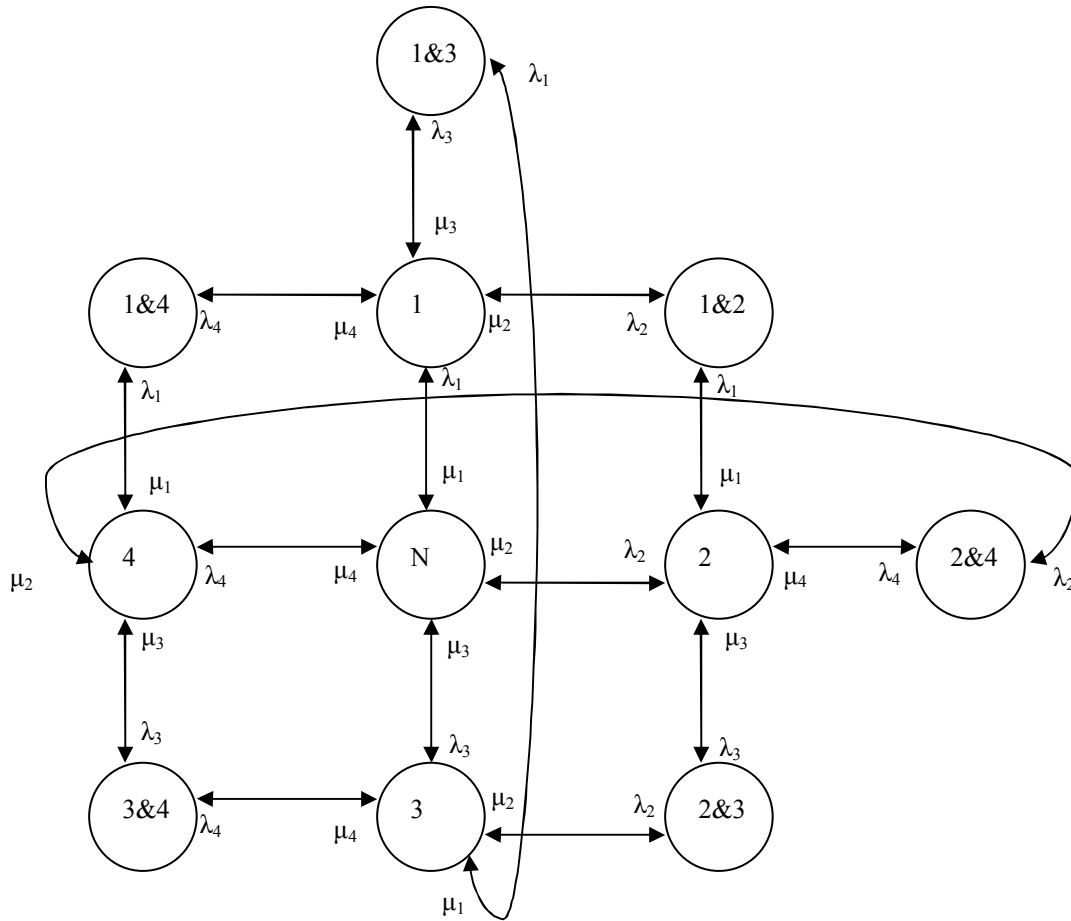 1&3
λ₁
λ₃
μ₃
1&4
1
1&2
λ₄
μ₄
μ₂
λ₂
λ₁
λ₁
λ₁
μ₁
μ₁
μ₁
4
N
μ₂
λ₂
2
2&4
μ₂
λ₄
μ₄
μ₄
λ₄
λ₂
μ₃
μ₃
μ₃
λ₃
λ₃
λ₃
3&4
3
μ₂
λ₂
2&3
λ₄
μ₄
μ₁